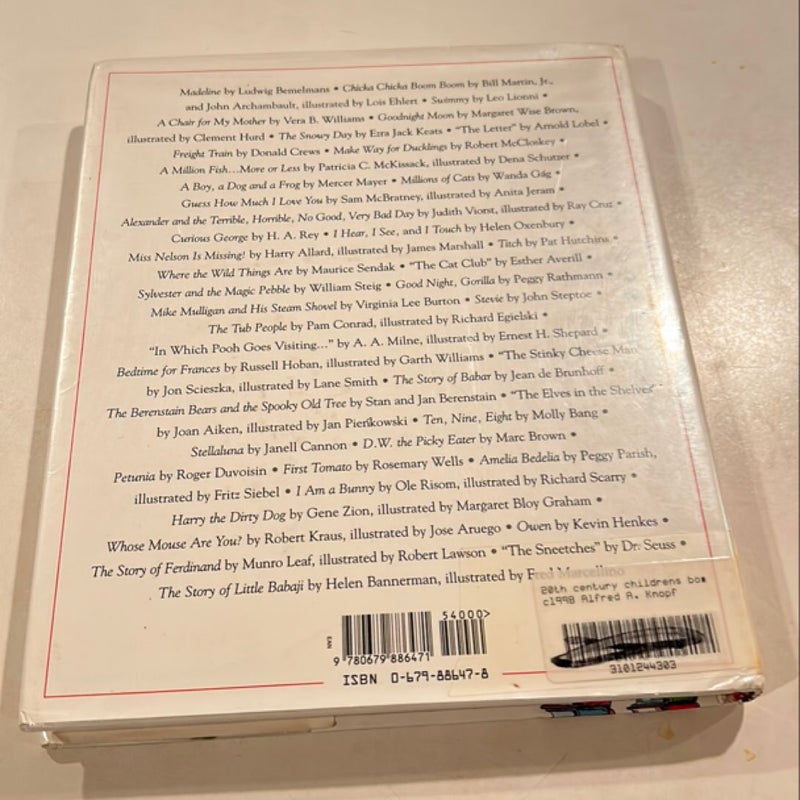 Madeline by Ludwig Bemelmans • Chicka Chicka Boom Boom by Bill Martin, Jr.,
and John Archambault, illustrated by Lois Ehlert • Swimmy by Leo Lionni •
A Chair for My Mother by Vera B. Williams • Goodnight Moon by Margaret Wise Brown,
illustrated by Clement Hurd • The Snowy Day by Ezra Jack Keats • "The Letter" by Arnold Lobel •
Freight Train by Donald Crews • Make Way for Ducklings by Robert McCloskey •
A Million Fish...More or Less by Patricia C. McKissack, illustrated by Dena Schutzer •
A Boy, a Dog and a Frog by Mercer Mayer • Millions of Cats by Wanda Gág •
Guess How Much I Love You by Sam McBratney, illustrated by Anita Jeram •
Alexander and the Terrible, Horrible, No Good, Very Bad Day by Judith Viorst, illustrated by Ray Cruz •
Curious George by H. A. Rey • I Hear, I See, and I Touch by Helen Oxenbury •
Miss Nelson Is Missing! by Harry Allard, illustrated by James Marshall • Titch by Pat Hutchins •
Where the Wild Things Are by Maurice Sendak • "The Cat Club" by Esther Averill •
Sylvester and the Magic Pebble by William Steig • Good Night, Gorilla by Peggy Rathmann •
Mike Mulligan and His Steam Shovel by Virginia Lee Burton • Stevie by John Steptoe •
The Tub People by Pam Conrad, illustrated by Richard Egielski •
"In Which Pooh Goes Visiting..." by A. A. Milne, illustrated by Ernest H. Shepard •
Bedtime for Frances by Russell Hoban, illustrated by Garth Williams • "The Stinky Cheese Man"
by Jon Scieszka, illustrated by Lane Smith • The Story of Babar by Jean de Brunhoff •
The Berenstain Bears and the Spooky Old Tree by Stan and Jan Berenstain • "The Elves in the Shelves"
by Joan Aiken, illustrated by Jan Pieńkowski • Ten, Nine, Eight by Molly Bang •
Stellaluna by Janell Cannon • D.W. the Picky Eater by Marc Brown •
Petunia by Roger Duvoisin • First Tomato by Rosemary Wells • Amelia Bedelia by Peggy Parish,
illustrated by Fritz Siebel • I Am a Bunny by Ole Risom, illustrated by Richard Scarry •
Harry the Dirty Dog by Gene Zion, illustrated by Margaret Bloy Graham •
Whose Mouse Are You? by Robert Kraus, illustrated by Jose Aruego • Owen by Kevin Henkes •
The Story of Ferdinand by Munro Leaf, illustrated by Robert Lawson • "The Sneetches" by Dr. Seuss •
The Story of Little Babaji by Helen Bannerman, illustrated by Fred Marcellino
20th century childrens boo
c1998 Alfred A. Knopf
3101244303
54000>
EAN
9 780679 886471
ISBN 0-679-88647-8